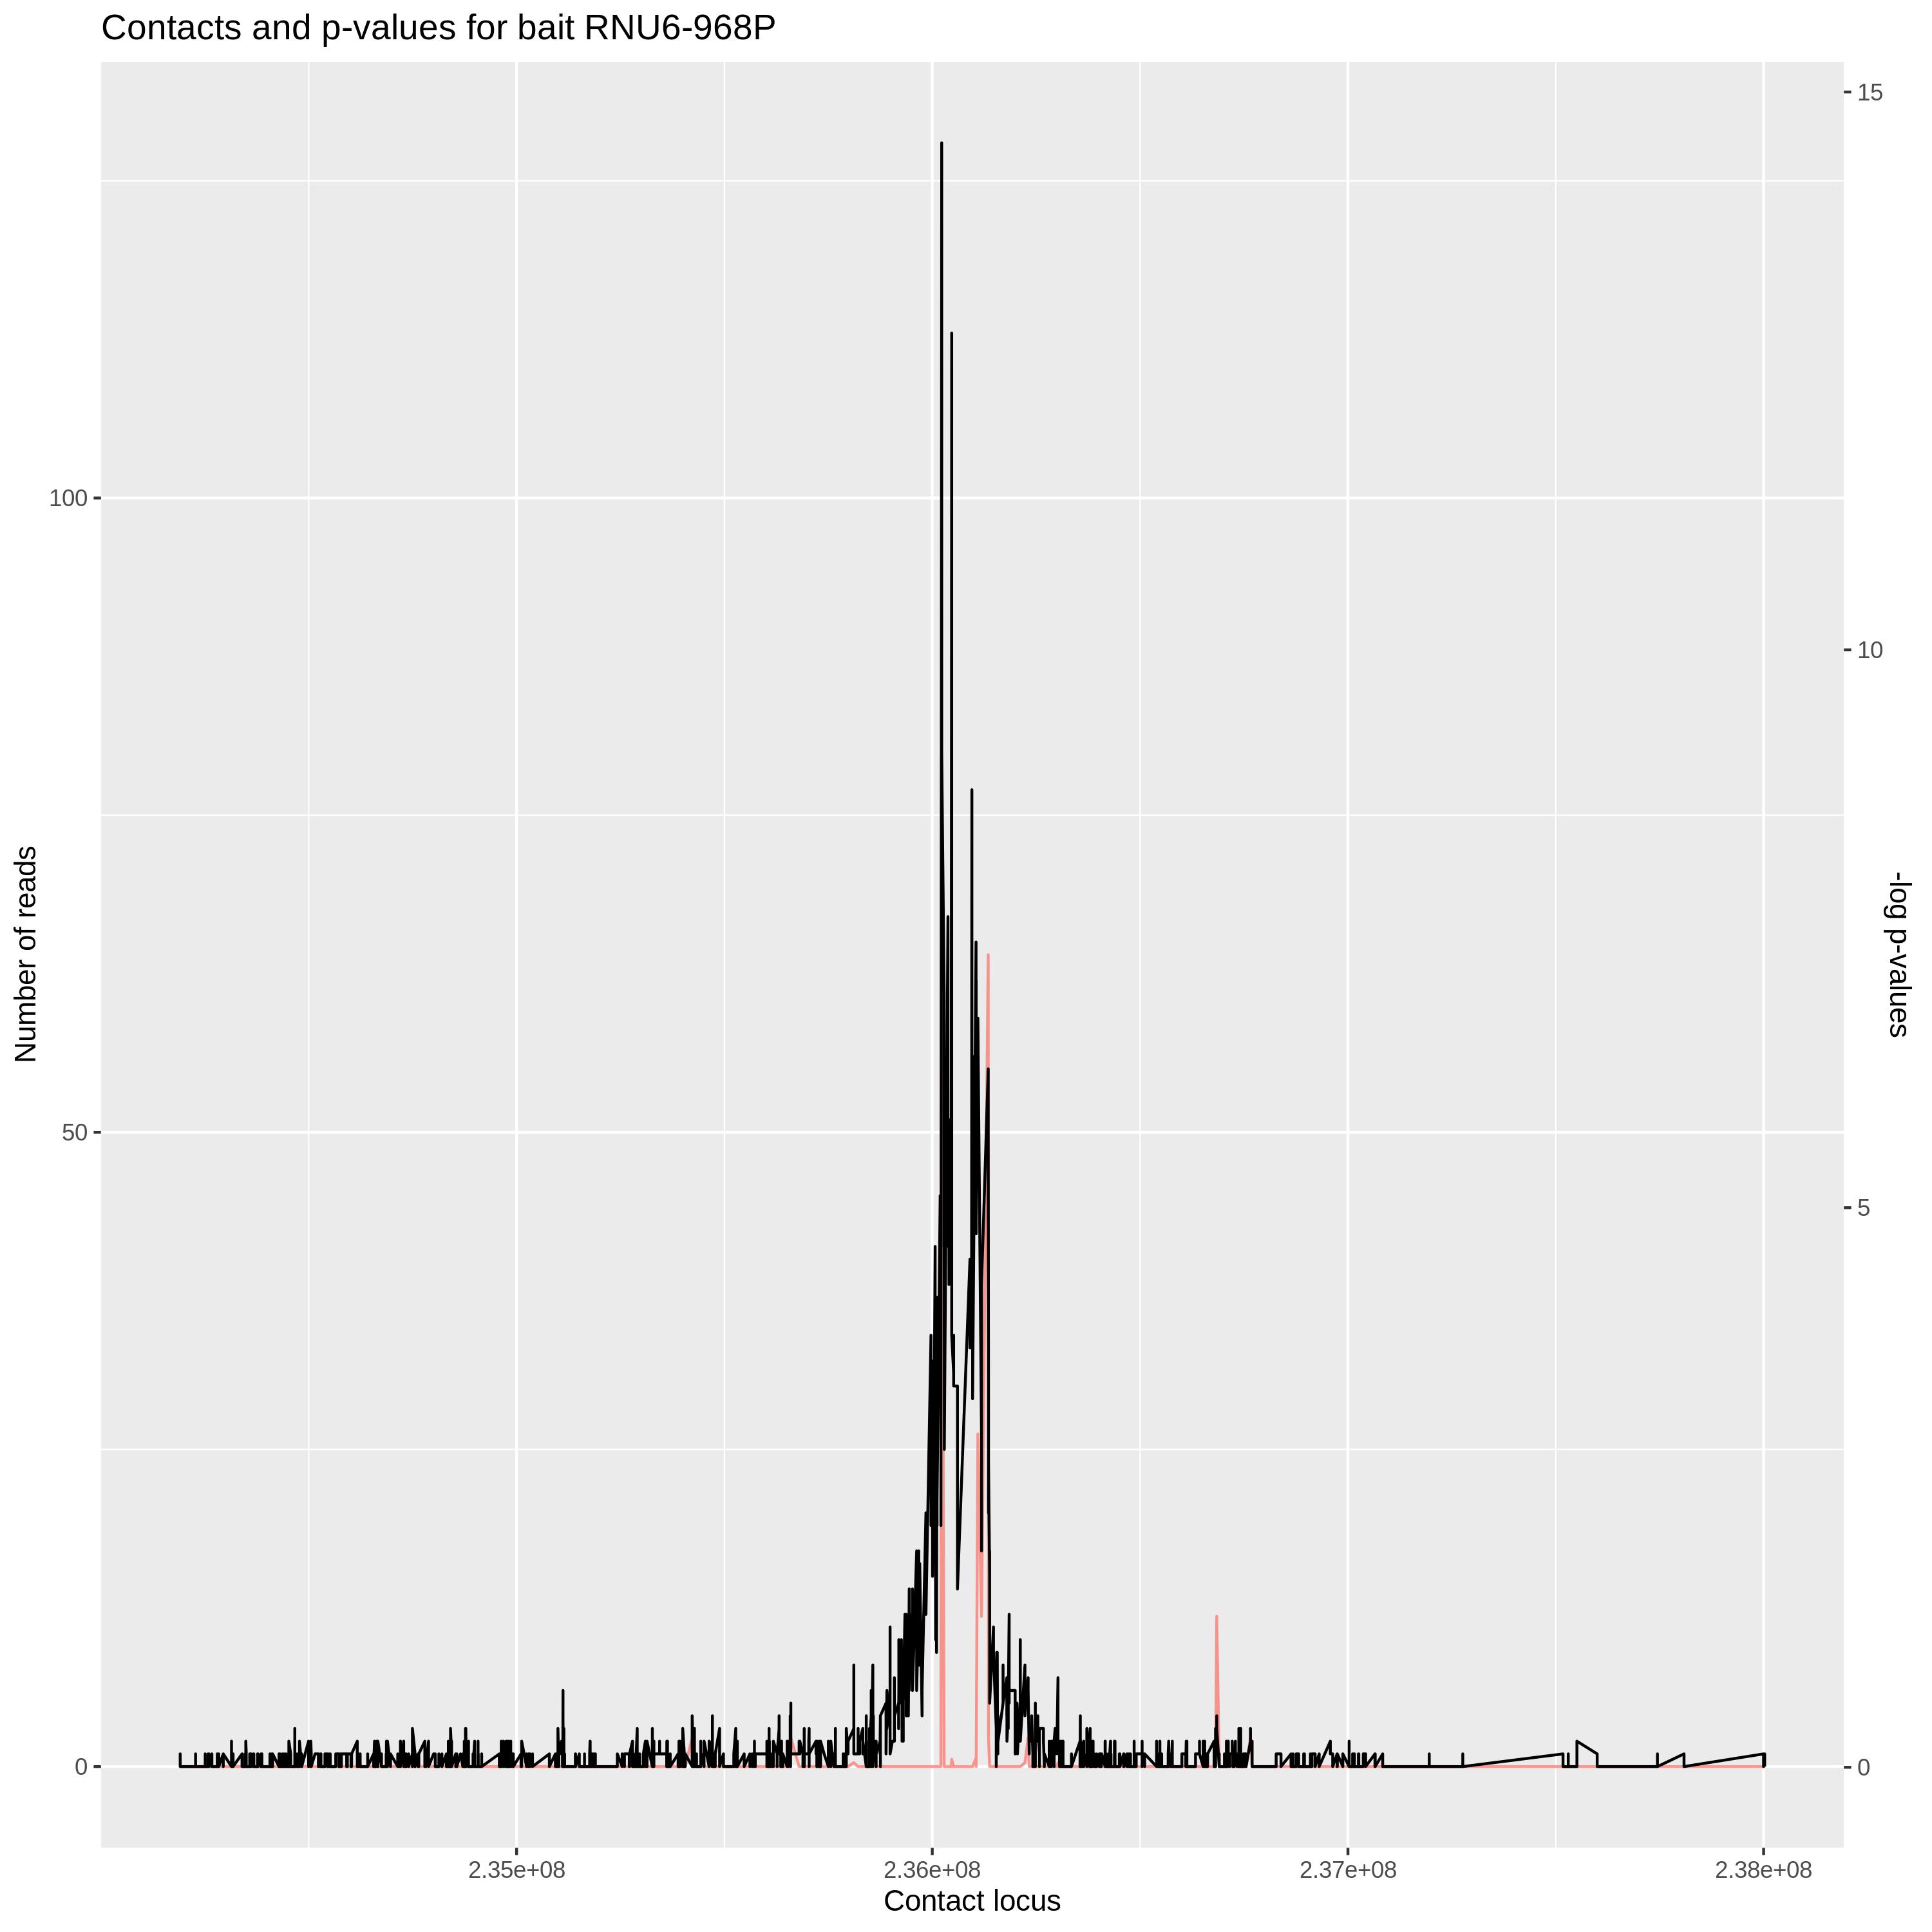 Contacts and p-values for bait RNU6-968P
15
10
5
0
100
50
0
Number of reads
-log p-values
2.35e+08
2.36e+08
2.37e+08
2.38e+08
Contact locus